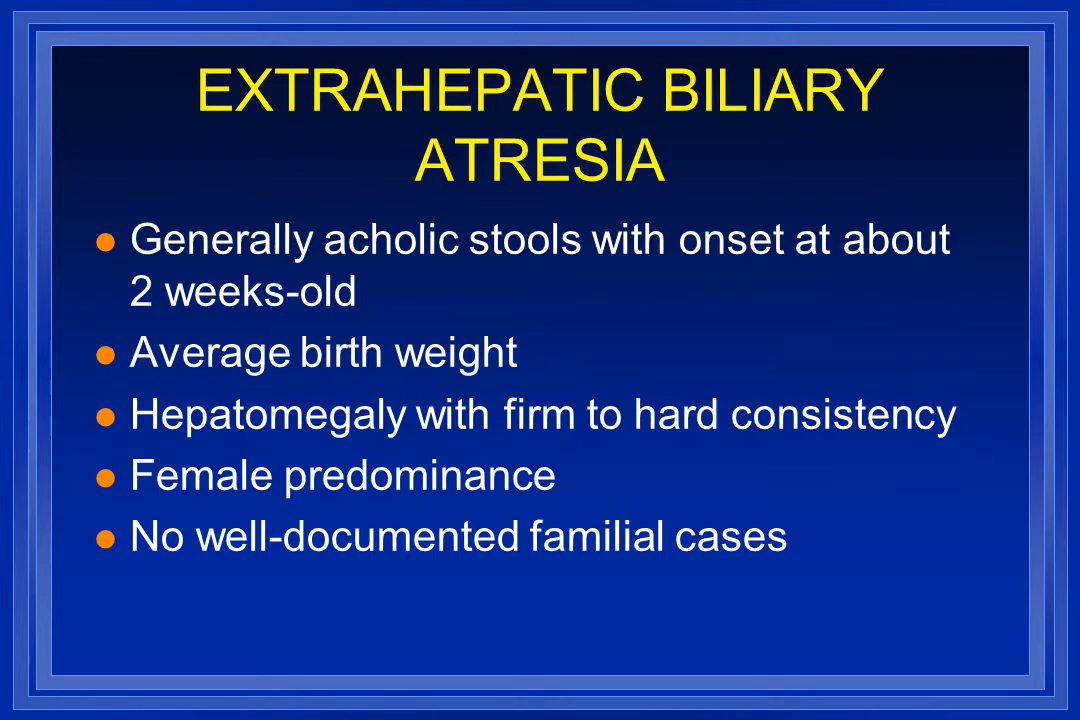 EXTRAHEPATIC BILIARY
ATRESIA
● Generally acholic stools with onset at about
2 weeks-old
● Average birth weight
● Hepatomegaly with firm to hard consistency
● Female predominance
● No well-documented familial cases